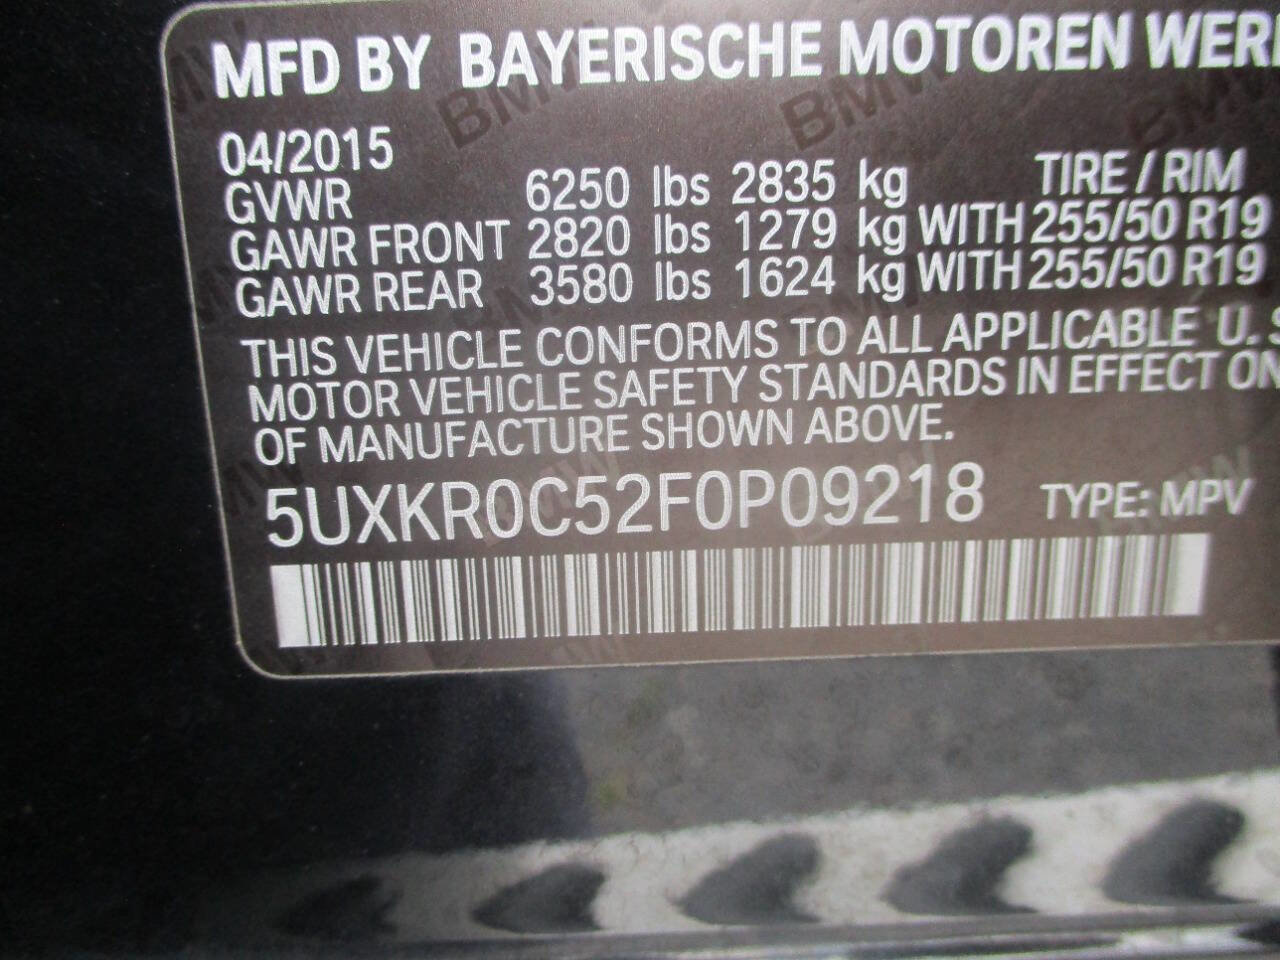 MFD BY BAYERISCHE MOTOREN
04/2015
GVWR 6250 lbs 2835 kg TIRE / RIM
GAWR FRONT 2820 lbs 1279 kg WITH 255/50 R19
GAWR REAR 3580 lbs 1624 kg WITH 255/50 R19
THIS VEHICLE CONFORMS TO ALL APPLICABLE U.S
MOTOR VEHICLE SAFETY STANDARDS IN EFFECT ON
OF MANUFACTURE SHOWN ABOVE.
5UXKR0C52F0P09218 TYPE: MPV